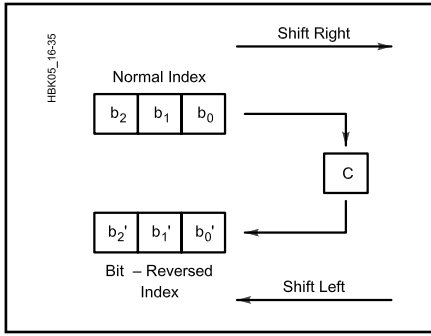 HBK05_16-35
Shift Right
Normal Index
b2 b1 b0
C
b2' b1' b0'
Bit – Reversed
Index
Shift Left